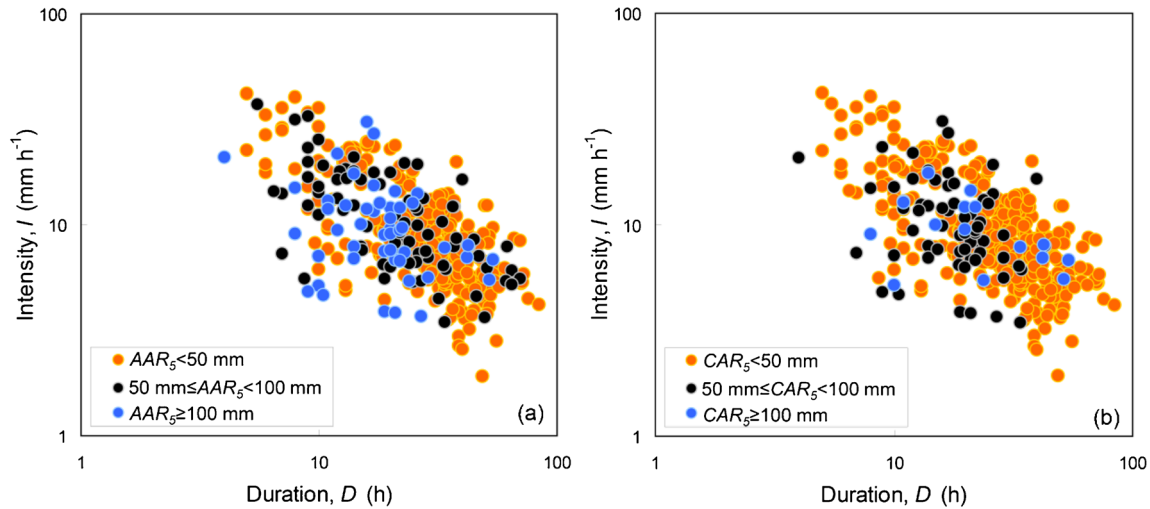 100
10
1
Intensity, I (mm h⁻¹)
AAR₅<50 mm
50 mm≤AAR₅<100 mm
AAR₅≥100 mm
(a)
1
10
100
Duration, D (h)
100
10
1
Intensity, I (mm h⁻¹)
CAR₅<50 mm
50 mm≤CAR₅<100 mm
CAR₅≥100 mm
(b)
1
10
100
Duration, D (h)